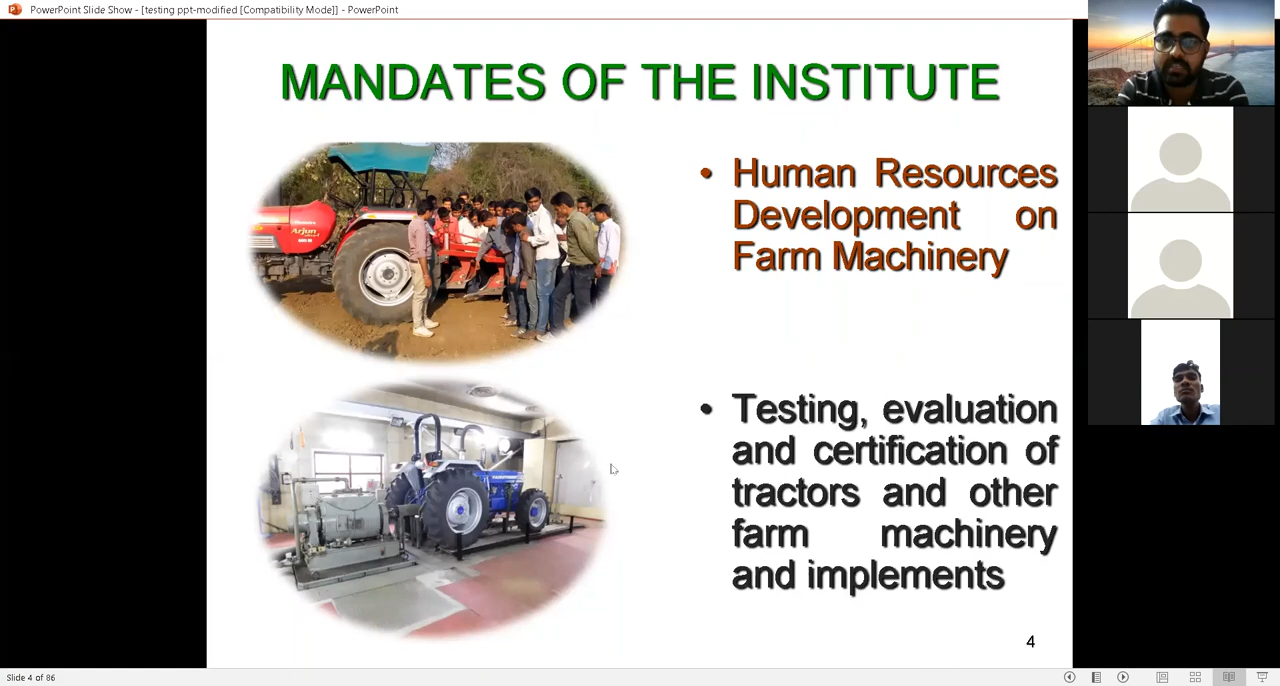 PowerPoint Slide Show - [testing ppt-modified [Compatibility Mode]] - PowerPoint
MANDATES OF THE INSTITUTE
Arjun
• Human Resources
Development on
Farm Machinery
• Testing, evaluation
and certification of
tractors and other
farm machinery
and implements
4
Slide 4 of 86